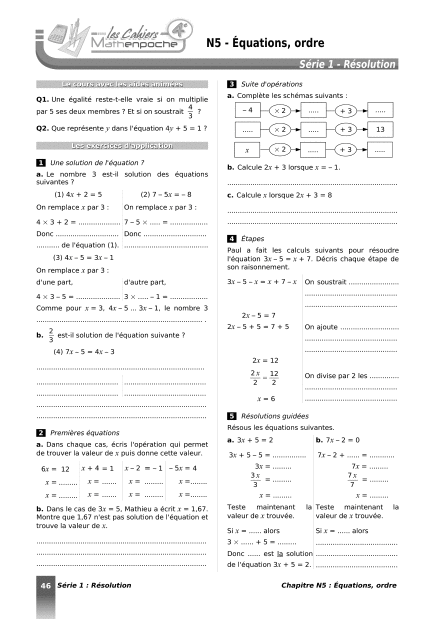 les Cahiers
Mathenpoche
4e
N5 - Équations, ordre
Série 1 - Résolution
Le cours avec les aides animées
Q1. Une égalité reste-t-elle vraie si on multiplie
par 5 ses deux membres ? Et si on soustrait 4/3 ?
Q2. Que représente y dans l'équation 4y + 5 = 1 ?
Les exercices d'application
1 Une solution de l'équation ?
a. Le nombre 3 est-il solution des équations
suivantes ?
(1) 4x + 2 = 5 (2) 7 – 5x = – 8
On remplace x par 3 : On remplace x par 3 :
4 × 3 + 2 = .................... 7 – 5 × ..... = .................
Donc ........................... Donc ...........................
.......... de l'équation (1). ....................................
(3) 4x – 5 = 3x – 1
On remplace x par 3 :
d'une part, d'autre part,
4 × 3 – 5 = ..................... 3 × ..... – 1 = .................
Comme pour x = 3, 4x – 5 ... 3x – 1, le nombre 3
...................................................................... .
b. 2/3 est-il solution de l'équation suivante ?
(4) 7x – 5 = 4x – 3
........................................................................
.................................... ...................................
.................................... ...................................
........................................................................
........................................................................
2 Premières équations
a. Dans chaque cas, écris l'opération qui permet
de trouver la valeur de x puis donne cette valeur.
6x = 12 x + 4 = 1 x – 2 = – 1 – 5x = 4
x = ......... x = ....... x = ......... x =.......
x = ......... x = ....... x = ......... x =.......
b. Dans le cas de 3x = 5, Mathieu a écrit x = 1,67.
Montre que 1,67 n'est pas solution de l'équation et
trouve la valeur de x.
........................................................................
........................................................................
........................................................................
3 Suite d'opérations
a. Complète les schémas suivants :
– 4 × 2 ..... + 3 .....
..... × 2 ..... + 3 13
x × 2 ..... + 3 .....
b. Calcule 2x + 3 lorsque x = – 1.
........................................................................
c. Calcule x lorsque 2x + 3 = 8
........................................................................
........................................................................
4 Étapes
Paul a fait les calculs suivants pour résoudre
l'équation 3x – 5 = x + 7. Décris chaque étape de
son raisonnement.
3x – 5 – x = x + 7 – x On soustrait ......................
.......................................
.......................................
2x – 5 = 7
2x – 5 + 5 = 7 + 5 On ajoute .........................
.......................................
.......................................
2x = 12
2x/2 = 12/2 On divise par 2 les .............
.......................................
x = 6 .......................................
5 Résolutions guidées
Résous les équations suivantes.
a. 3x + 5 = 2 b. 7x – 2 = 0
3x + 5 – 5 = .............. 7x – 2 + ...... = ...........
3x = ......... 7x = .........
3x/3 = ......... 7x/7 = .........
x = ......... x = .........
Teste maintenant la Teste maintenant la
valeur de x trouvée. valeur de x trouvée.
Si x = ...... alors Si x = ...... alors
3 × ...... + 5 = ......... ...................................
Donc ...... est la solution ...................................
de l'équation 3x + 5 = 2. ...................................
46 Série 1 : Résolution
Chapitre N5 : Équations, ordre